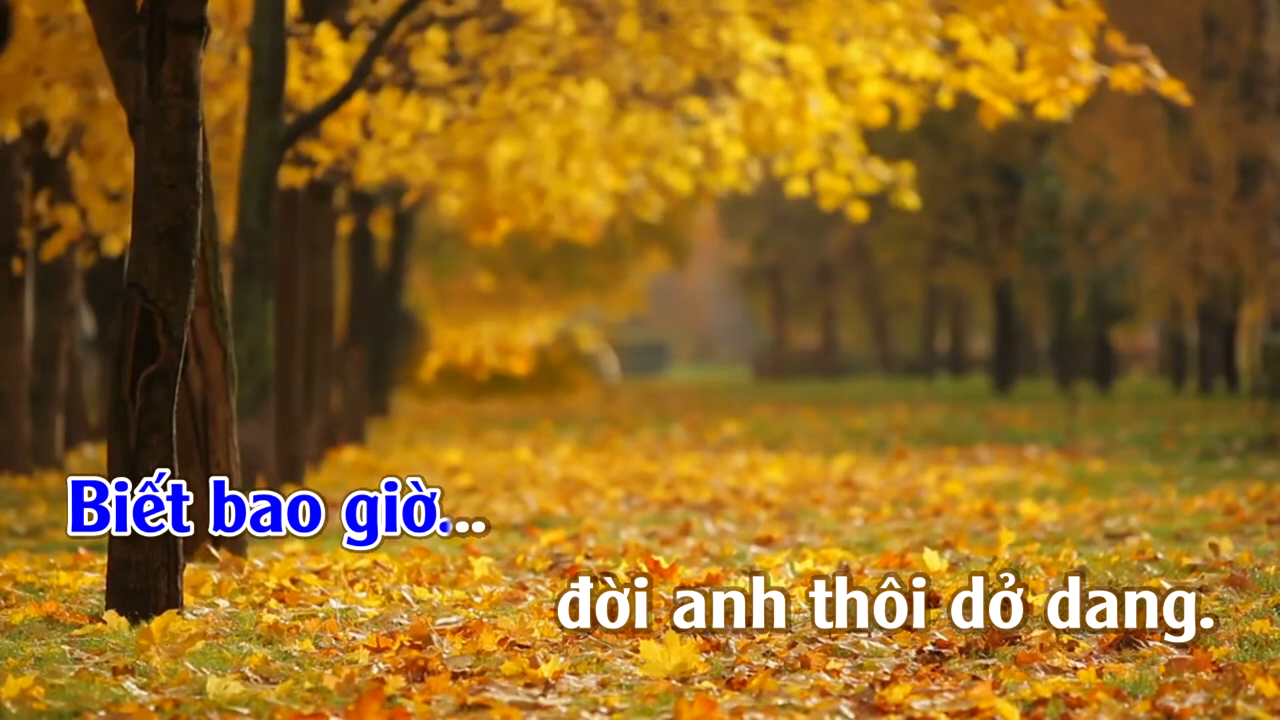 Biết bao giờ...
đời anh thôi dở dang.